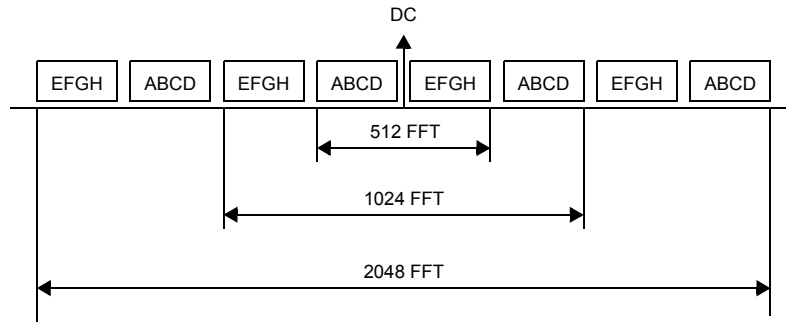 DC
EFGH ABCD EFGH ABCD EFGH ABCD EFGH ABCD
512 FFT
1024 FFT
2048 FFT